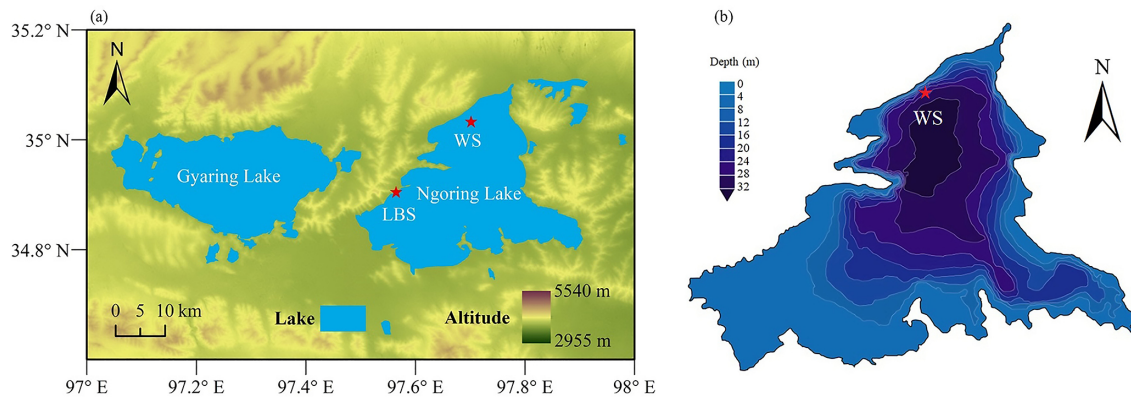 (a)
35.2° N
35° N
34.8° N
N
WS
Gyaring Lake
Ngoring Lake
LBS
0 5 10 km
Lake
Altitude
5540 m
2955 m
97° E
97.2° E
97.4° E
97.6° E
97.8° E
98° E
(b)
Depth (m)
0
4
8
12
16
20
24
28
32
WS
N